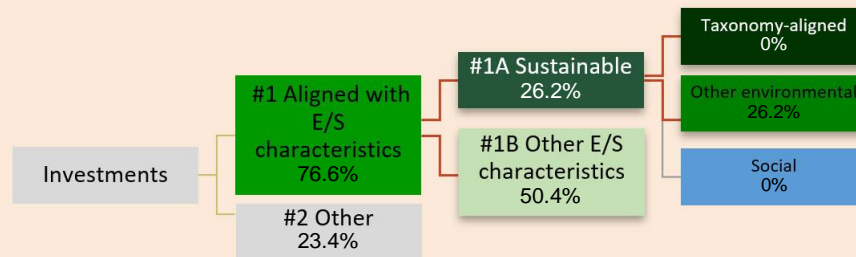 Investments
#1 Aligned with
E/S
characteristics
76.6%
#2 Other
23.4%
#1A Sustainable
26.2%
#1B Other E/S
characteristics
50.4%
Taxonomy-aligned
0%
Other environmental
26.2%
Social
0%